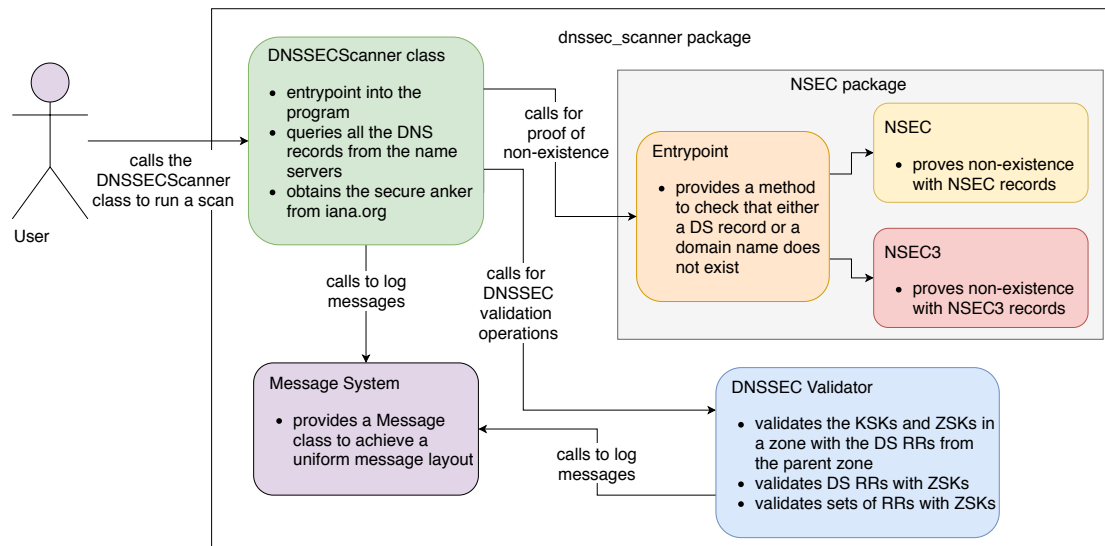 dnssec_scanner package
DNSSECScanner class
• entrypoint into the
program
• queries all the DNS
records from the name
servers
• obtains the secure anker
from iana.org
User
calls the
DNSSECScanner
class to run a scan
calls for
proof of
non-existence
NSEC package
Entrypoint
• provides a method
to check that either
a DS record or a
domain name does
not exist
NSEC
• proves non-existence
with NSEC records
NSEC3
• proves non-existence
with NSEC3 records
calls to log
messages
calls for
DNSSEC
validation
operations
Message System
• provides a Message
class to achieve a
uniform message layout
calls to log
messages
DNSSEC Validator
• validates the KSKs and ZSKs in
a zone with the DS RRs from
the parent zone
• validates DS RRs with ZSKs
• validates sets of RRs with ZSKs